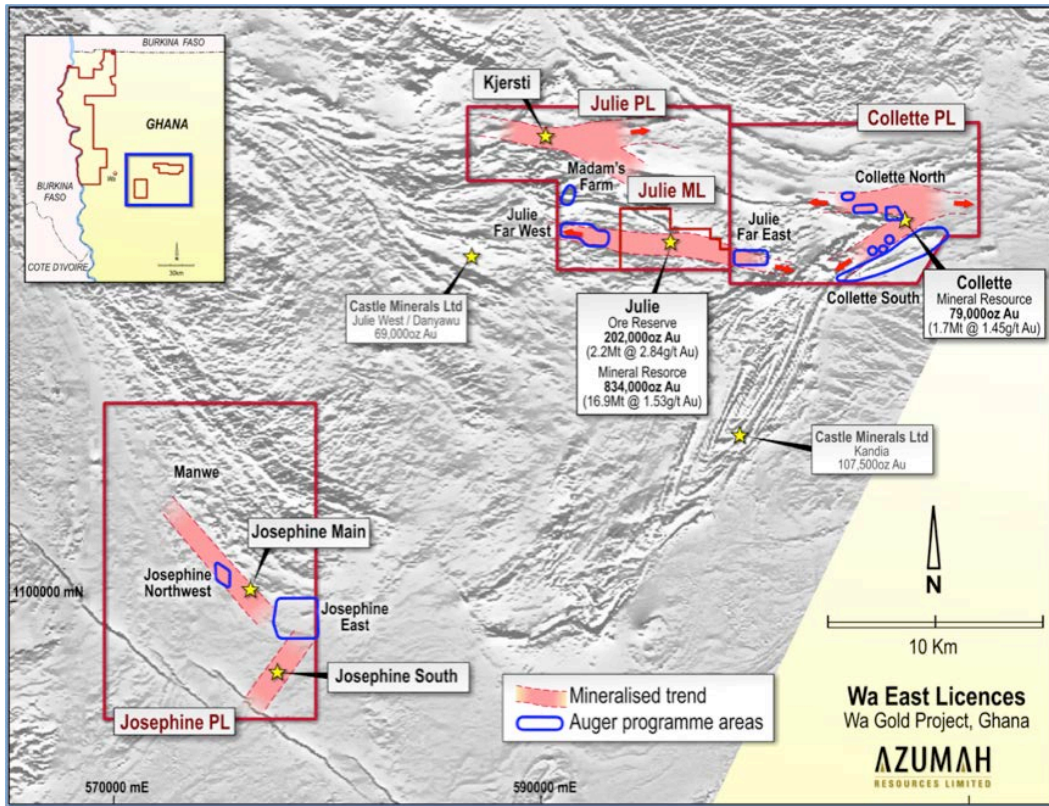 BURKINA FASO
GHANA
Wa
BURKINA
FASO
COTE D'IVOIRE
30km
Kjersti
Julie PL
Collette PL
Madam's
Farm
Julie ML
Collette North
Julie
Far West
Julie
Far East
Collette South
Castle Minerals Ltd
Julie West / Danyawu
69,000oz Au
Julie
Ore Reserve
202,000oz Au
(2.2Mt @ 2.84g/t Au)
Mineral Resorce
834,000oz Au
(16.9Mt @ 1.53g/t Au)
Collette
Mineral Resource
79,000oz Au
(1.7Mt @ 1.45g/t Au)
Castle Minerals Ltd
Kandia
107,500oz Au
Manwe
Josephine Main
Josephine
Northwest
Josephine
East
Josephine South
Josephine PL
1100000 mN
570000 mE
590000 mE
N
10 Km
Mineralised trend
Auger programme areas
Wa East Licences
Wa Gold Project, Ghana
AZUMAH
RESOURCES LIMITED